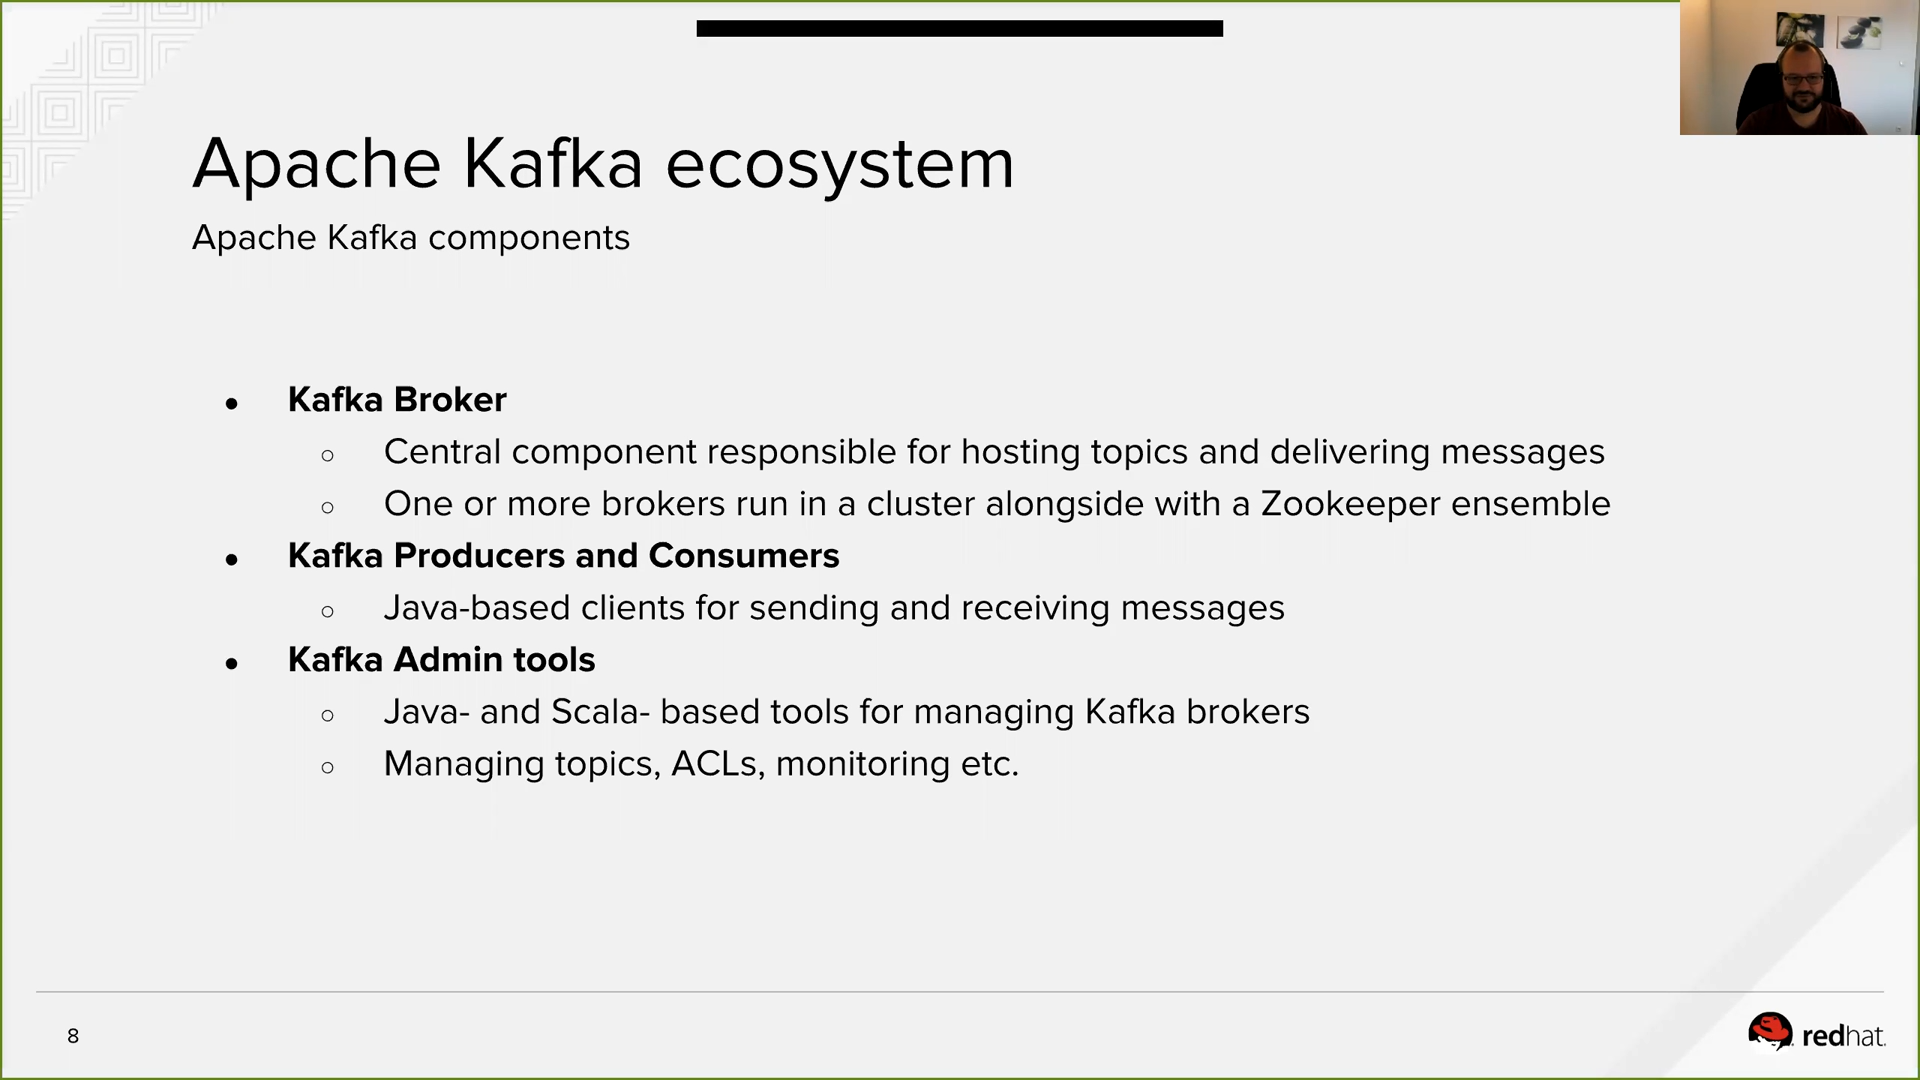 Apache Kafka ecosystem
Apache Kafka components
● Kafka Broker
○ Central component responsible for hosting topics and delivering messages
○ One or more brokers run in a cluster alongside with a Zookeeper ensemble
● Kafka Producers and Consumers
○ Java-based clients for sending and receiving messages
● Kafka Admin tools
○ Java- and Scala- based tools for managing Kafka brokers
○ Managing topics, ACLs, monitoring etc.
8
redhat.